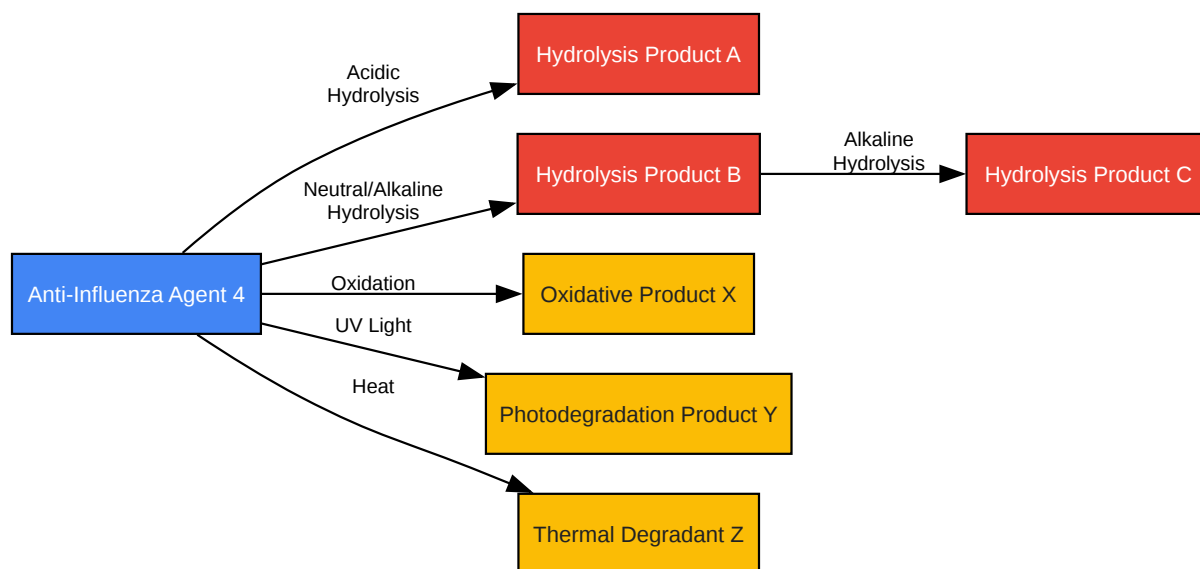 Hydrolysis Product A
Acidic
Hydrolysis
Hydrolysis Product B
Alkaline
Hydrolysis
Hydrolysis Product C
Neutral/Alkaline
Hydrolysis
Anti-Influenza Agent 4
Oxidation
Oxidative Product X
UV Light
Photodegradation Product Y
Heat
Thermal Degradant Z